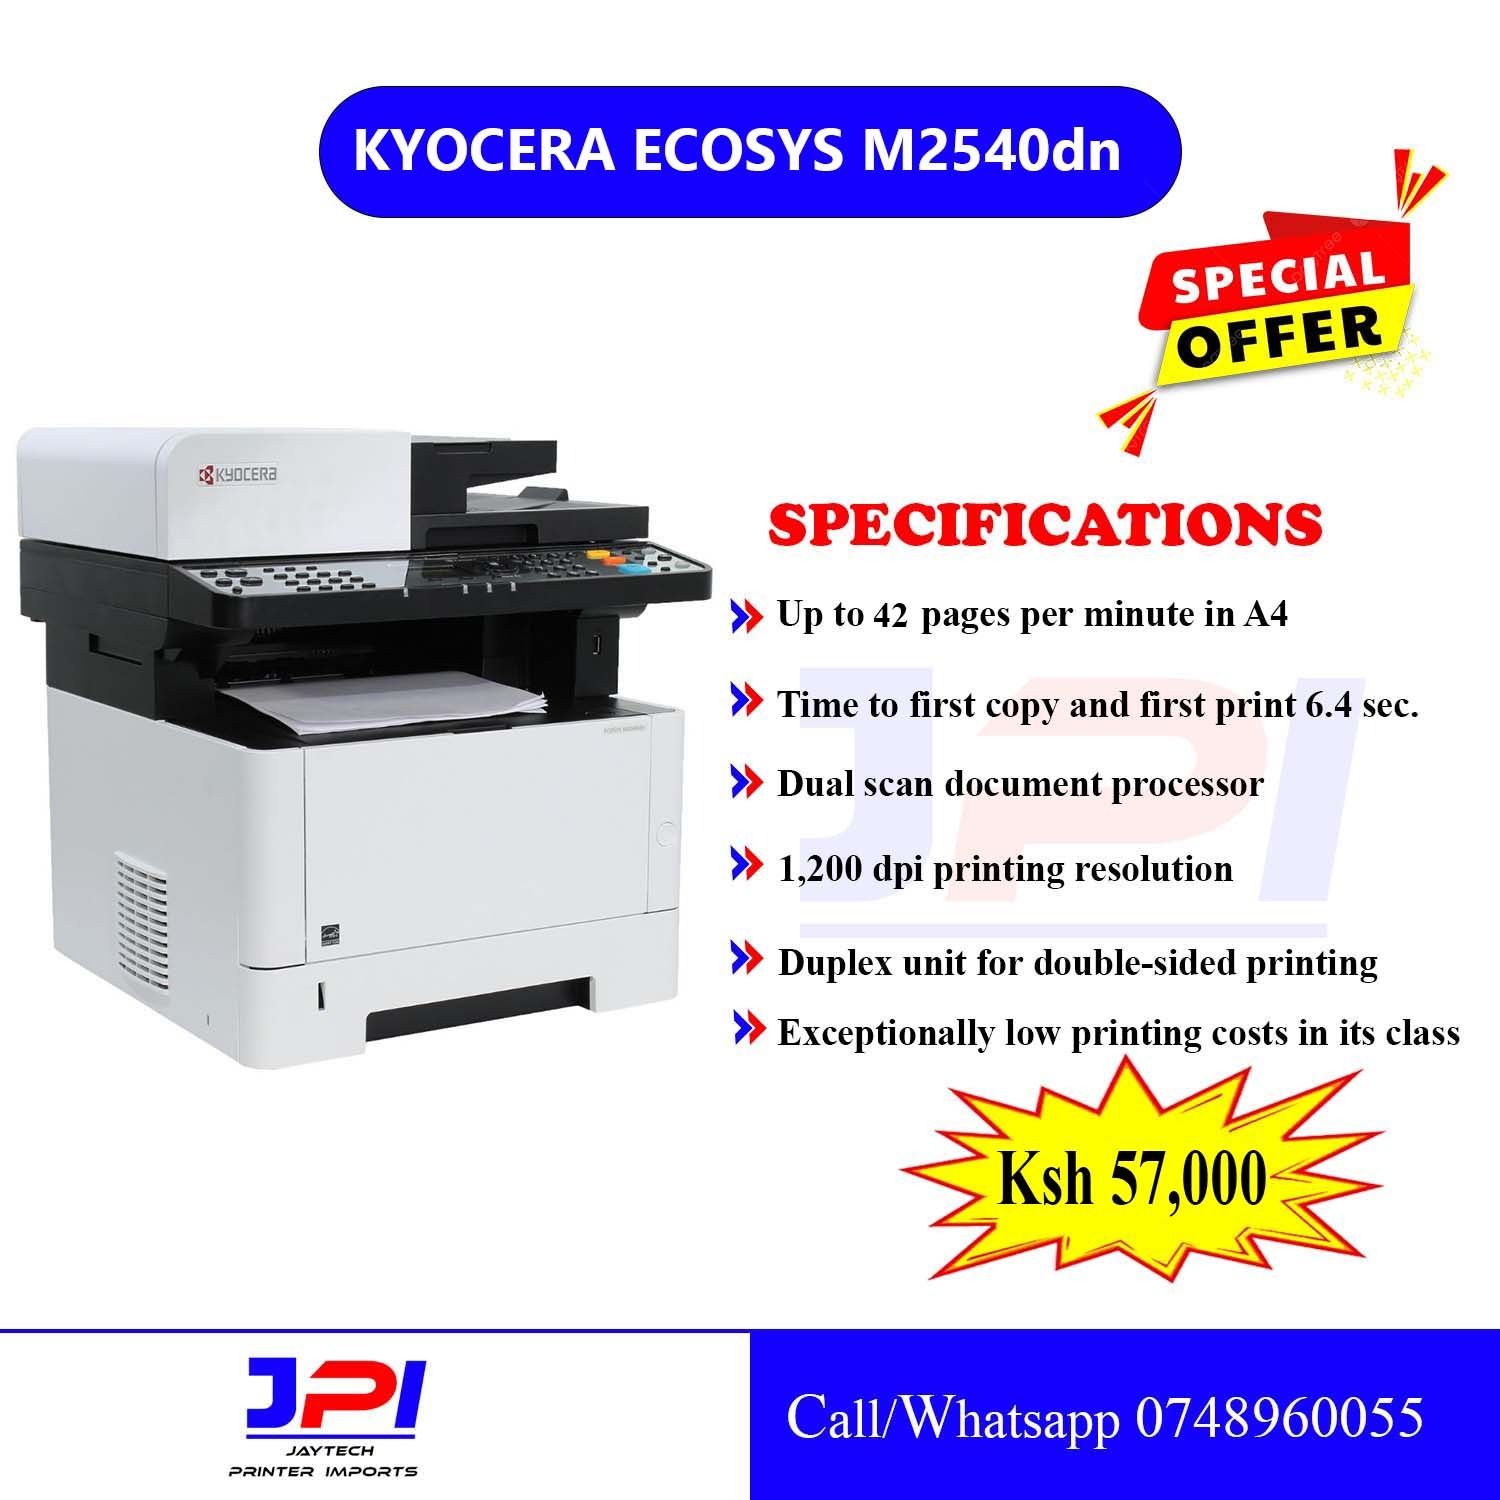 KYOCERA ECOSYS M2540dn
SPECIAL
OFFER
KYOCERA
SPECIFICATIONS
Up to 42 pages per minute in A4
Time to first copy and first print 6.4 sec.
Dual scan document processor
1,200 dpi printing resolution
Duplex unit for double-sided printing
Exceptionally low printing costs in its class
Ksh 57,000
JPI
JPI
JAYTECH
PRINTER IMPORTS
Call/Whatsapp 0748960055